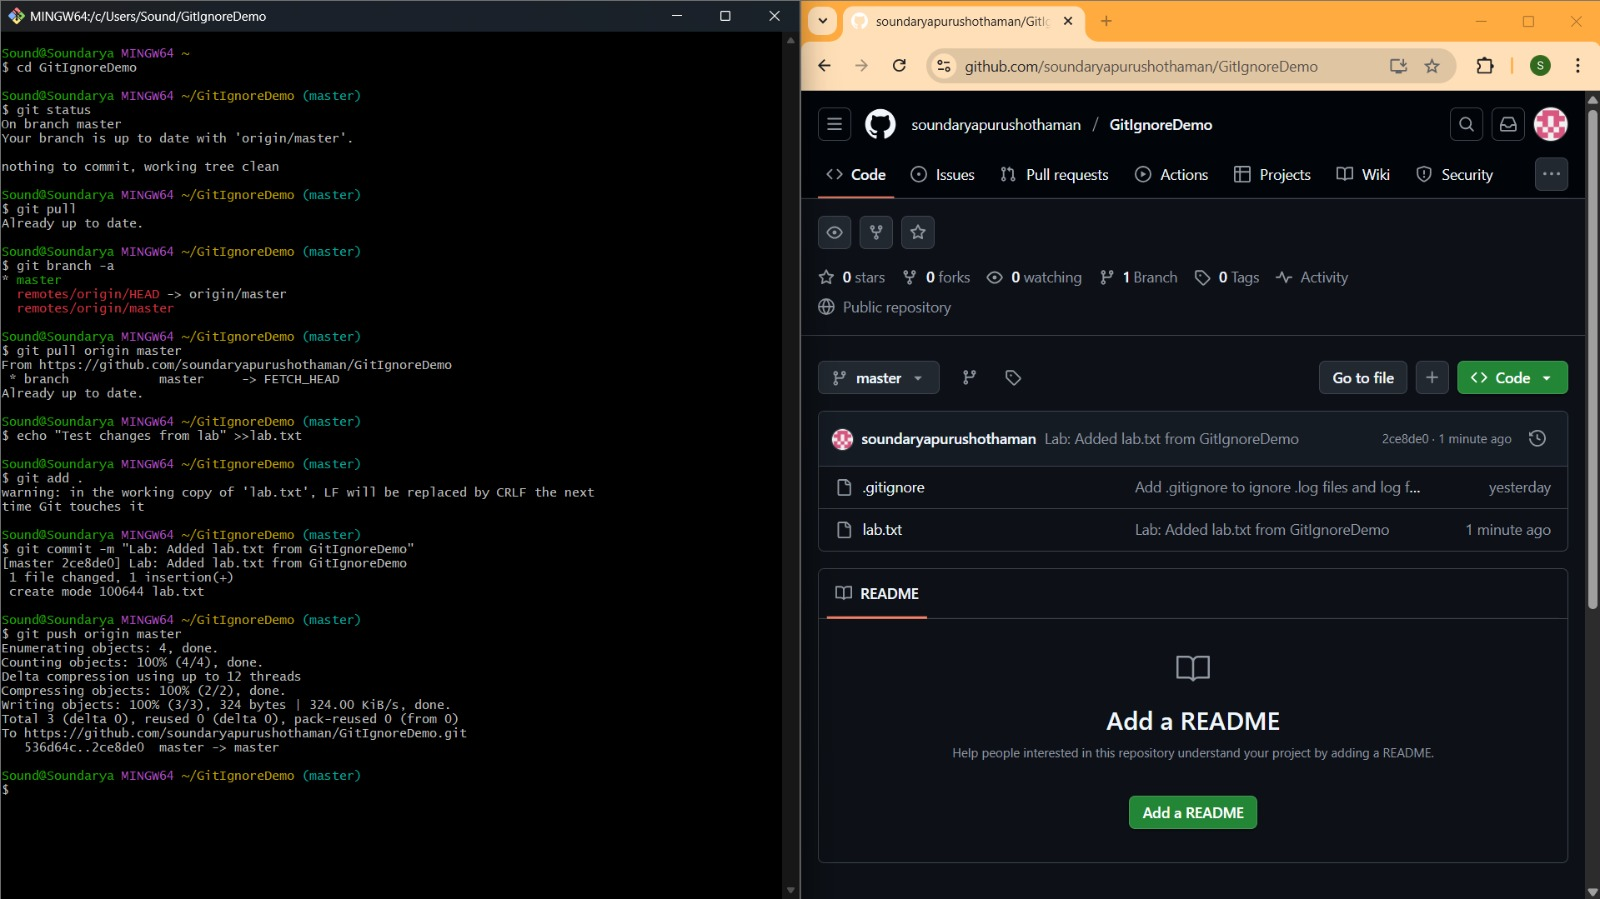 MINGW64:/c/Users/Sound/GitIgnoreDemo
Sound@Soundarya MINGW64 ~
$ cd GitIgnoreDemo
Sound@Soundarya MINGW64 ~/GitIgnoreDemo (master)
$ git status
On branch master
Your branch is up to date with 'origin/master'.
nothing to commit, working tree clean
Sound@Soundarya MINGW64 ~/GitIgnoreDemo (master)
$ git pull
Already up to date.
Sound@Soundarya MINGW64 ~/GitIgnoreDemo (master)
$ git branch -a
* master
remotes/origin/HEAD -> origin/master
remotes/origin/master
Sound@Soundarya MINGW64 ~/GitIgnoreDemo (master)
$ git pull origin master
From https://github.com/soundaryapurushothaman/GitIgnoreDemo
* branch master -> FETCH_HEAD
Already up to date.
Sound@Soundarya MINGW64 ~/GitIgnoreDemo (master)
$ echo "Test changes from lab" >>lab.txt
Sound@Soundarya MINGW64 ~/GitIgnoreDemo (master)
$ git add .
warning: in the working copy of 'lab.txt', LF will be replaced by CRLF the next
time Git touches it
Sound@Soundarya MINGW64 ~/GitIgnoreDemo (master)
$ git commit -m "Lab: Added lab.txt from GitIgnoreDemo"
[master 2ce8de0] Lab: Added lab.txt from GitIgnoreDemo
1 file changed, 1 insertion(+)
create mode 100644 lab.txt
Sound@Soundarya MINGW64 ~/GitIgnoreDemo (master)
$ git push origin master
Enumerating objects: 4, done.
Counting objects: 100% (4/4), done.
Delta compression using up to 12 threads
Compressing objects: 100% (2/2), done.
Writing objects: 100% (3/3), 324 bytes | 324.00 KiB/s, done.
Total 3 (delta 0), reused 0 (delta 0), pack-reused 0 (from 0)
To https://github.com/soundaryapurushothaman/GitIgnoreDemo.git
536d64c..2ce8de0 master -> master
Sound@Soundarya MINGW64 ~/GitIgnoreDemo (master)
$
soundaryapurushothaman/GitIg
github.com/soundaryapurushothaman/GitIgnoreDemo
S
soundaryapurushothaman / GitIgnoreDemo
Code Issues Pull requests Actions Projects Wiki Security
0 stars 0 forks 0 watching 1 Branch 0 Tags Activity
Public repository
master Go to file Code
soundaryapurushothaman Lab: Added lab.txt from GitIgnoreDemo 2ce8de0 · 1 minute ago
.gitignore Add .gitignore to ignore .log files and log f... yesterday
lab.txt Lab: Added lab.txt from GitIgnoreDemo 1 minute ago
README
Add a README
Help people interested in this repository understand your project by adding a README.
Add a README